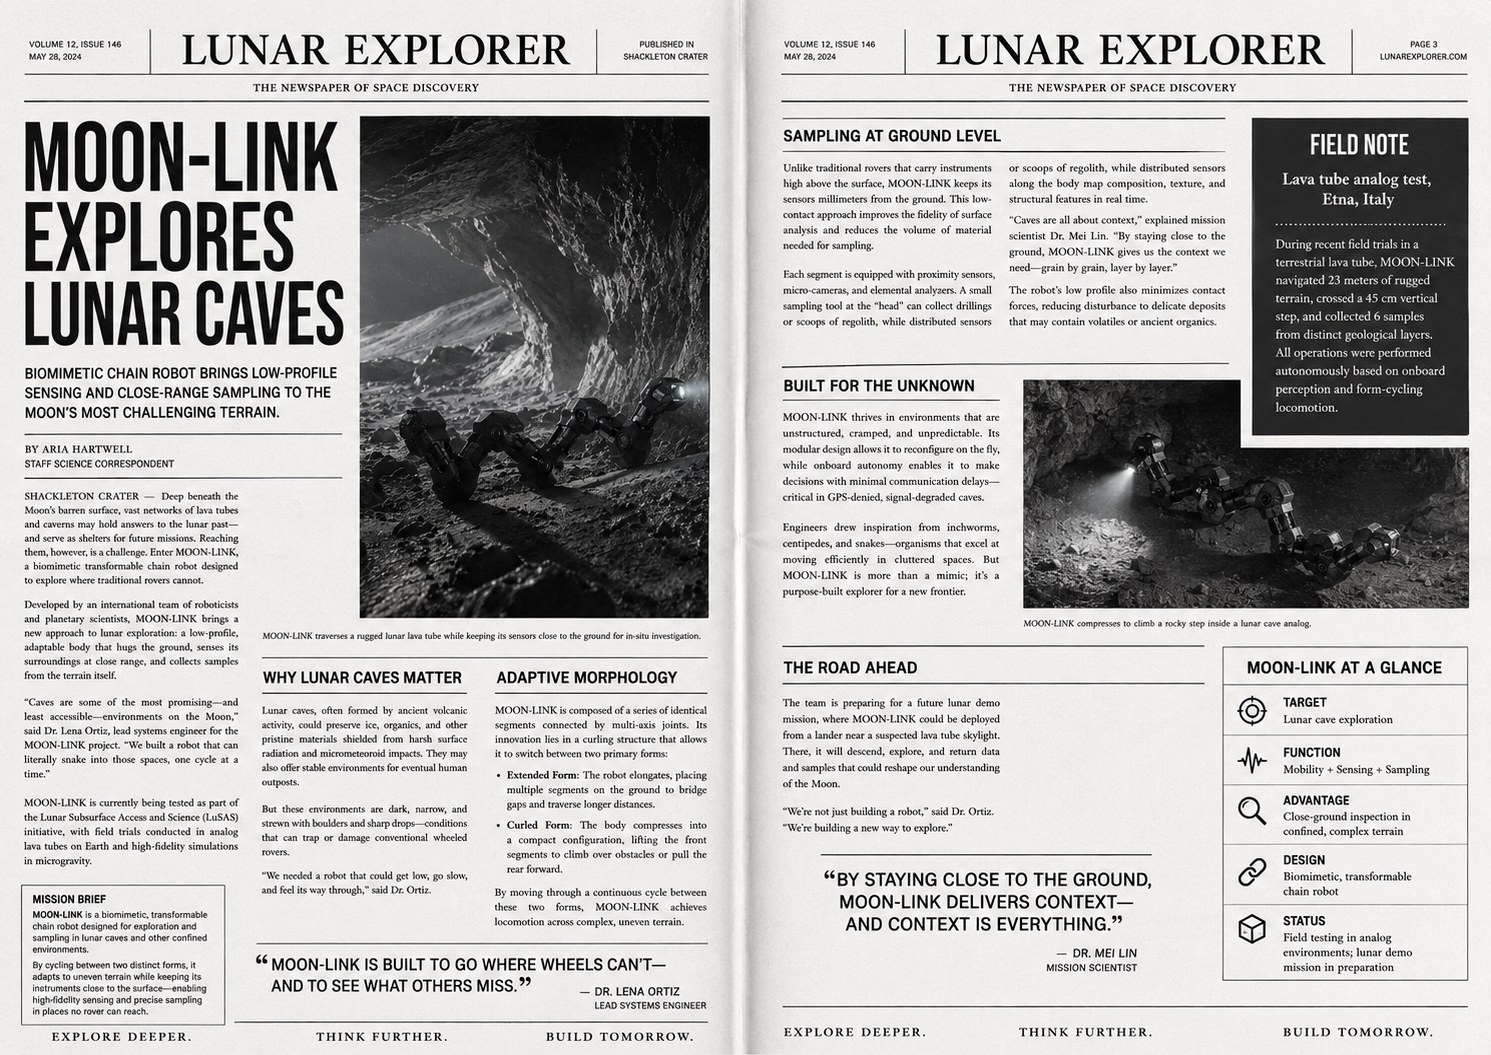 VOLUME 12, ISSUE 146
MAY 28, 2024
LUNAR EXPLORER
PUBLISHED IN
SHACKLETON CRATER
THE NEWSPAPER OF SPACE DISCOVERY
MOON-LINK
EXPLORES
LUNAR CAVES
BIOMIMETIC CHAIN ROBOT BRINGS LOW-PROFILE
SENSING AND CLOSE-RANGE SAMPLING TO THE
MOON'S MOST CHALLENGING TERRAIN.
BY ARIA HARTWELL
STAFF SCIENCE CORRESPONDENT
SHACKLETON CRATER — Deep beneath the
Moon's barren surface, vast networks of lava tubes
and caverns may hold answers to the lunar past—
and serve as shelters for future missions. Reaching
them, however, is a challenge. Enter MOON-LINK,
a biomimetic transformable chain robot designed
to explore where traditional rovers cannot.
Developed by an international team of roboticists
and planetary scientists, MOON-LINK brings a
new approach to lunar exploration: a low-profile,
adaptable body that hugs the ground, senses its
surroundings at close range, and collects samples
from the terrain itself.
“Caves are some of the most promising—and
least accessible—environments on the Moon,”
said Dr. Lena Ortiz, lead systems engineer for the
MOON-LINK project. “We built a robot that can
literally snake into those spaces, one cycle at a
time.”
MOON-LINK is currently being tested as part of
the Lunar Subsurface Access and Science (LuSAS)
initiative, with field trials conducted in analog
lava tubes on Earth and high-fidelity simulations
in microgravity.
MISSION BRIEF
MOON-LINK is a biomimetic, transformable
chain robot designed for exploration and
sampling in lunar caves and other confined
environments.
By cycling between two distinct forms, it
adapts to uneven terrain while keeping its
instruments close to the surface—enabling
high-fidelity sensing and precise sampling
in places no rover can reach.
MOON-LINK traverses a rugged lunar lava tube while keeping its sensors close to the ground for in-situ investigation.
WHY LUNAR CAVES MATTER
Lunar caves, often formed by ancient volcanic
activity, could preserve ice, organics, and other
pristine materials shielded from harsh surface
radiation and micrometeoroid impacts. They may
also offer stable environments for eventual human
outposts.
But these environments are dark, narrow, and
strewn with boulders and sharp drops—conditions
that can trap or damage conventional wheeled
rovers.
“We needed a robot that could get low, go slow,
and feel its way through,” said Dr. Ortiz.
ADAPTIVE MORPHOLOGY
MOON-LINK is composed of a series of identical
segments connected by multi-axis joints. Its
innovation lies in a curling structure that allows
it to switch between two primary forms:
• Extended Form: The robot elongates, placing
multiple segments on the ground to bridge
gaps and traverse longer distances.
• Curled Form: The body compresses into
a compact configuration, lifting the front
segments to climb over obstacles or pull the
rear forward.
By moving through a continuous cycle between
these two forms, MOON-LINK achieves
locomotion across complex, uneven terrain.
“MOON-LINK IS BUILT TO GO WHERE WHEELS CAN'T—
AND TO SEE WHAT OTHERS MISS.”
— DR. LENA ORTIZ
LEAD SYSTEMS ENGINEER
EXPLORE DEEPER. THINK FURTHER. BUILD TOMORROW.
VOLUME 12, ISSUE 146
MAY 28, 2024
LUNAR EXPLORER
PAGE 3
LUNAREXPLORER.COM
THE NEWSPAPER OF SPACE DISCOVERY
SAMPLING AT GROUND LEVEL
Unlike traditional rovers that carry instruments
high above the surface, MOON-LINK keeps its
sensors millimeters from the ground. This low-
contact approach improves the fidelity of surface
analysis and reduces the volume of material
needed for sampling.
Each segment is equipped with proximity sensors,
micro-cameras, and elemental analyzers. A small
sampling tool at the “head” can collect drillings
or scoops of regolith, while distributed sensors
or scoops of regolith, while distributed sensors
along the body map composition, texture, and
structural features in real time.
“Caves are all about context,” explained mission
scientist Dr. Mei Lin. “By staying close to the
ground, MOON-LINK gives us the context we
need—grain by grain, layer by layer.”
The robot's low profile also minimizes contact
forces, reducing disturbance to delicate deposits
that may contain volatiles or ancient organics.
FIELD NOTE
Lava tube analog test,
Etna, Italy
During recent field trials in a
terrestrial lava tube, MOON-LINK
navigated 23 meters of rugged
terrain, crossed a 45 cm vertical
step, and collected 6 samples
from distinct geological layers.
All operations were performed
autonomously based on onboard
perception and form-cycling
locomotion.
BUILT FOR THE UNKNOWN
MOON-LINK thrives in environments that are
unstructured, cramped, and unpredictable. Its
modular design allows it to reconfigure on the fly,
while onboard autonomy enables it to make
decisions with minimal communication delays—
critical in GPS-denied, signal-degraded caves.
Engineers drew inspiration from inchworms,
centipedes, and snakes—organisms that excel at
moving efficiently in cluttered spaces. But
MOON-LINK is more than a mimic; it's a
purpose-built explorer for a new frontier.
MOON-LINK compresses to climb a rocky step inside a lunar cave analog.
THE ROAD AHEAD
The team is preparing for a future lunar demo
mission, where MOON-LINK could be deployed
from a lander near a suspected lava tube skylight.
There, it will descend, explore, and return data
and samples that could reshape our understanding
of the Moon.
“We're not just building a robot,” said Dr. Ortiz.
“We're building a new way to explore.”
“BY STAYING CLOSE TO THE GROUND,
MOON-LINK DELIVERS CONTEXT—
AND CONTEXT IS EVERYTHING.”
— DR. MEI LIN
MISSION SCIENTIST
MOON-LINK AT A GLANCE
TARGET
Lunar cave exploration
FUNCTION
Mobility + Sensing + Sampling
ADVANTAGE
Close-ground inspection in
confined, complex terrain
DESIGN
Biomimetic, transformable
chain robot
STATUS
Field testing in analog
environments; lunar demo
mission in preparation
EXPLORE DEEPER. THINK FURTHER. BUILD TOMORROW.